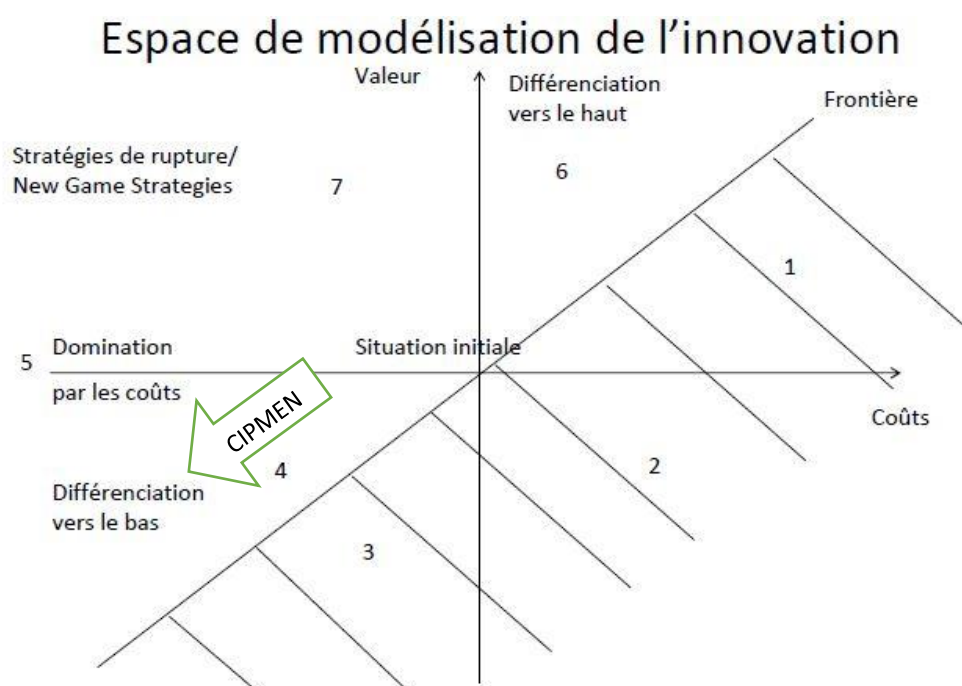 Espace de modélisation de l'innovation
Valeur
Différenciation
vers le haut
Frontière
Stratégies de rupture/
New Game Strategies
7
6
1
5
Domination
par les coûts
Situation initiale
Coûts
CIPMEN
4
2
Différenciation
vers le bas
3